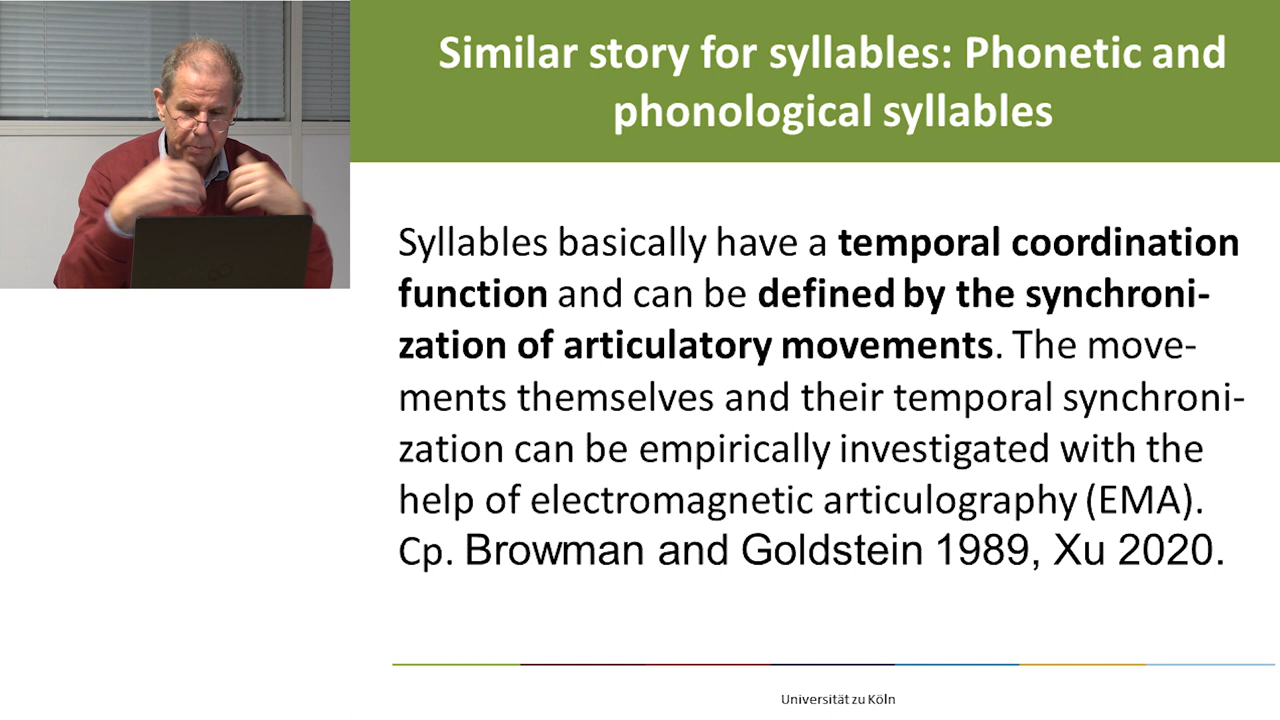 Similar story for syllables: Phonetic and
phonological syllables
Syllables basically have a temporal coordination
function and can be defined by the synchroni-
zation of articulatory movements. The move-
ments themselves and their temporal synchroni-
zation can be empirically investigated with the
help of electromagnetic articulography (EMA).
Cp. Browman and Goldstein 1989, Xu 2020.
Universität zu Köln